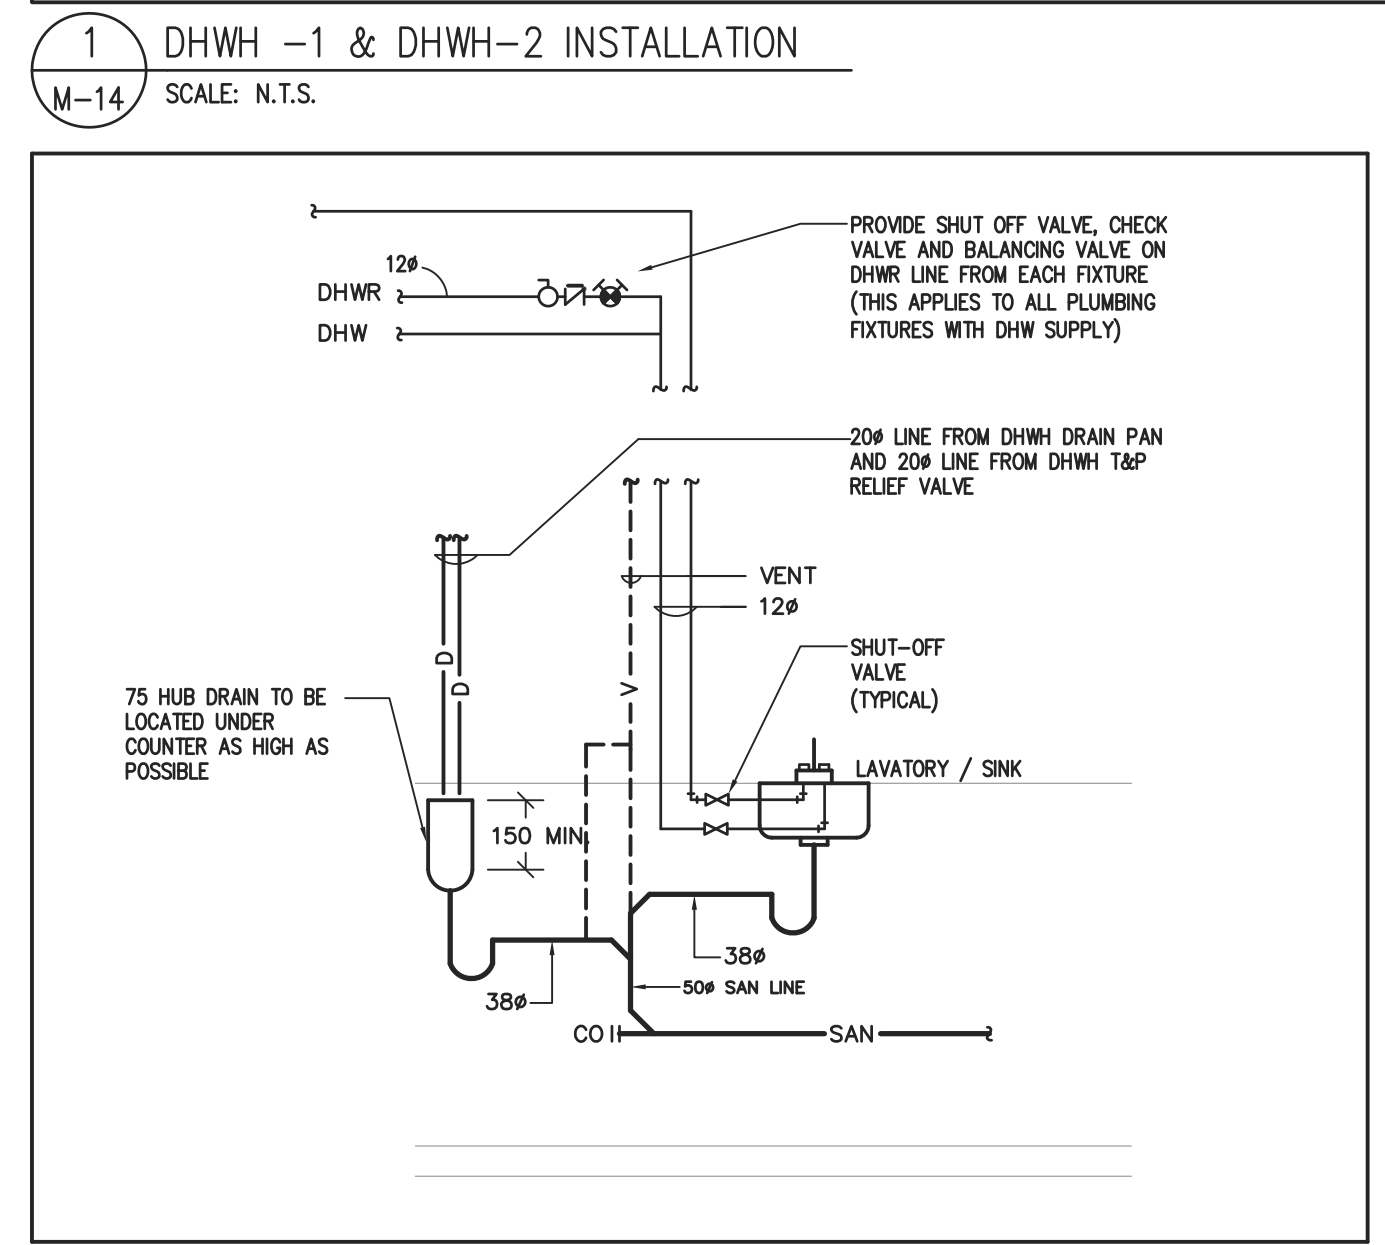 1
M-14
DHWH -1 & DHWH-2 INSTALLATION
SCALE: N.T.S.
PROVIDE SHUT OFF VALVE, CHECK
VALVE AND BALANCING VALVE ON
DHWR LINE FROM EACH FIXTURE
(THIS APPLIES TO ALL PLUMBING
FIXTURES WITH DHW SUPPLY)
12ø
DHWR
DHW
20ø LINE FROM DHWH DRAIN PAN
AND 20ø LINE FROM DHWH T&P
RELIEF VALVE
VENT
12ø
SHUT-OFF
VALVE
(TYPICAL)
D
D
V
75 HUB DRAIN TO BE
LOCATED UNDER
COUNTER AS HIGH AS
POSSIBLE
LAVATORY / SINK
150 MIN.
38ø
38ø
50ø SAN LINE
CO
SAN